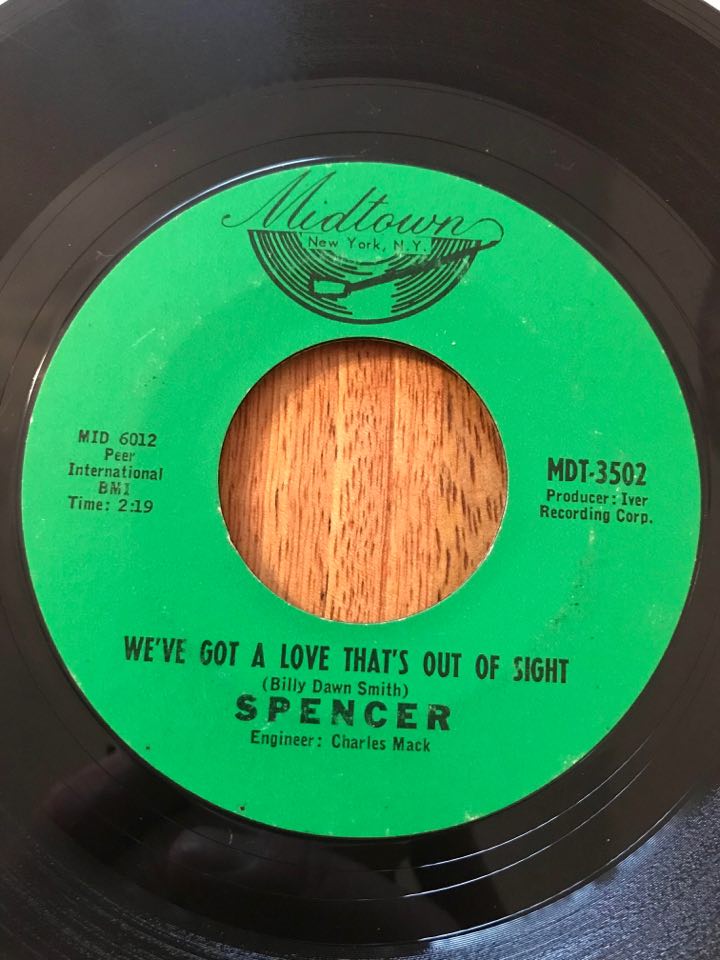 Midtown
New York, N.Y.
MID 6012
Peer
International
BMI
Time: 2:19
MDT-3502
Producer: Iver
Recording Corp.
WE'VE GOT A LOVE THAT'S OUT OF SIGHT
(Billy Dawn Smith)
SPENCER
Engineer: Charles Mack